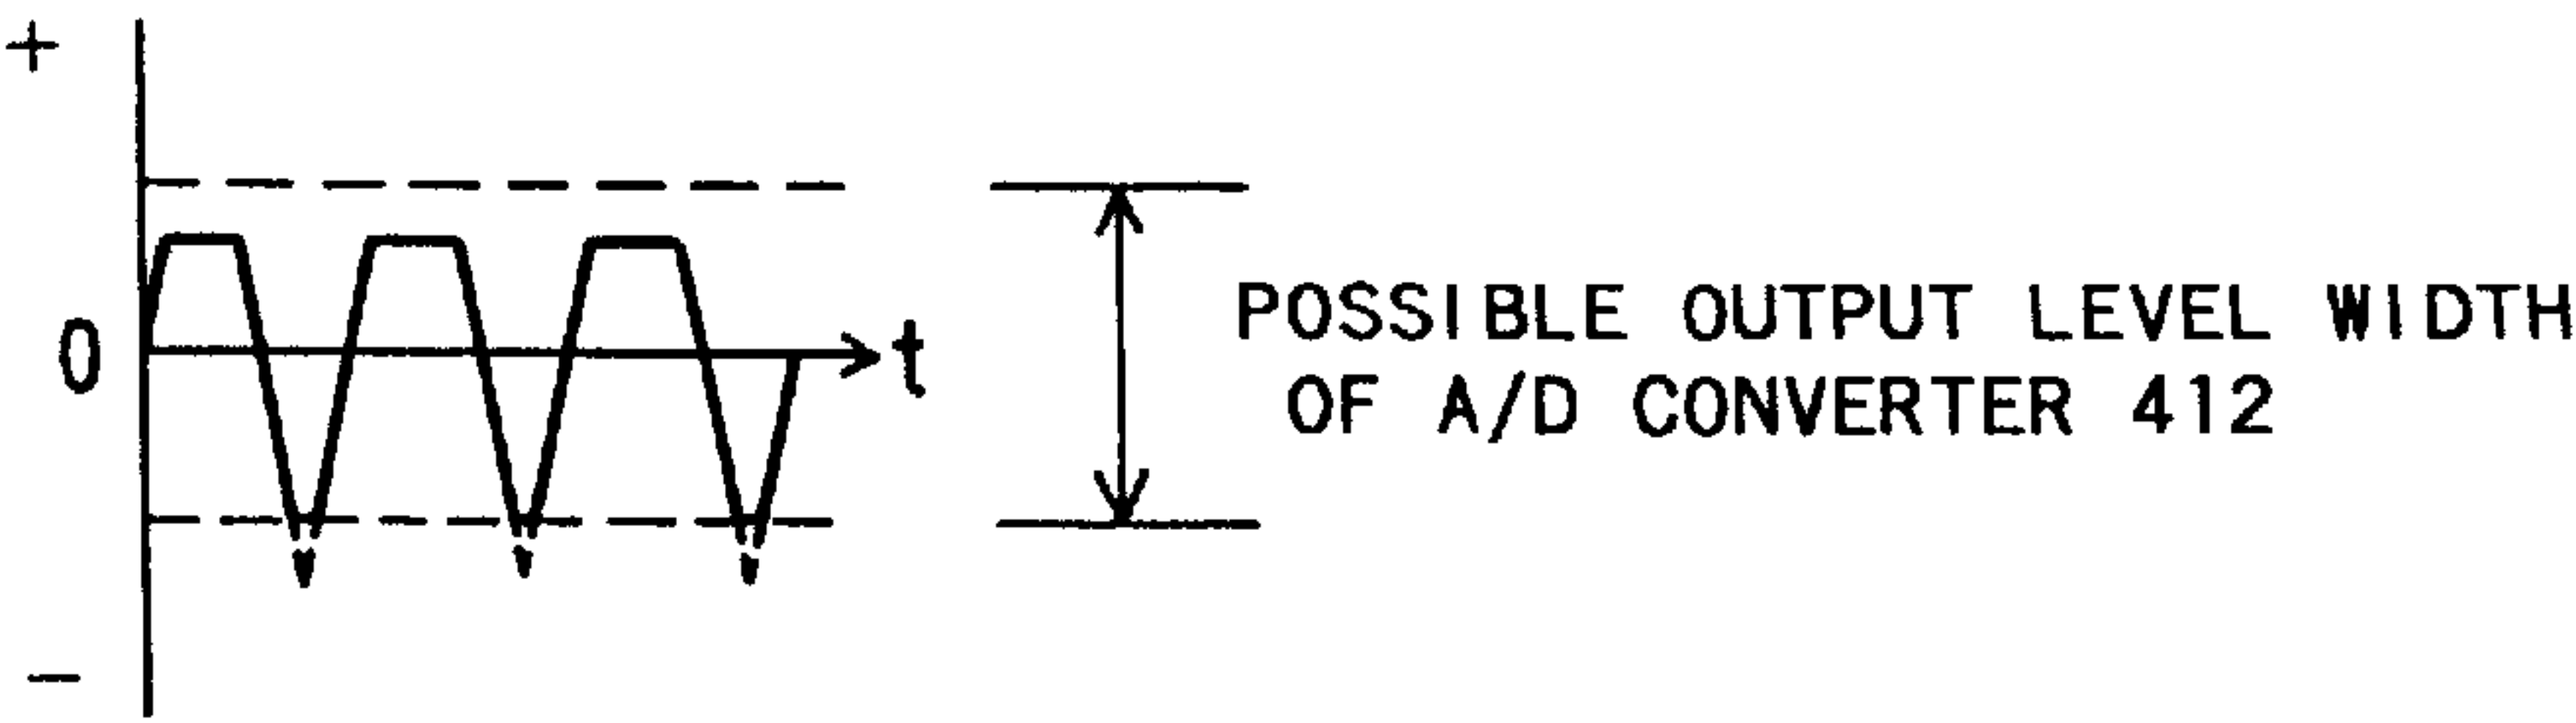 +
0
t
−
POSSIBLE OUTPUT LEVEL WIDTH
OF A/D CONVERTER 412